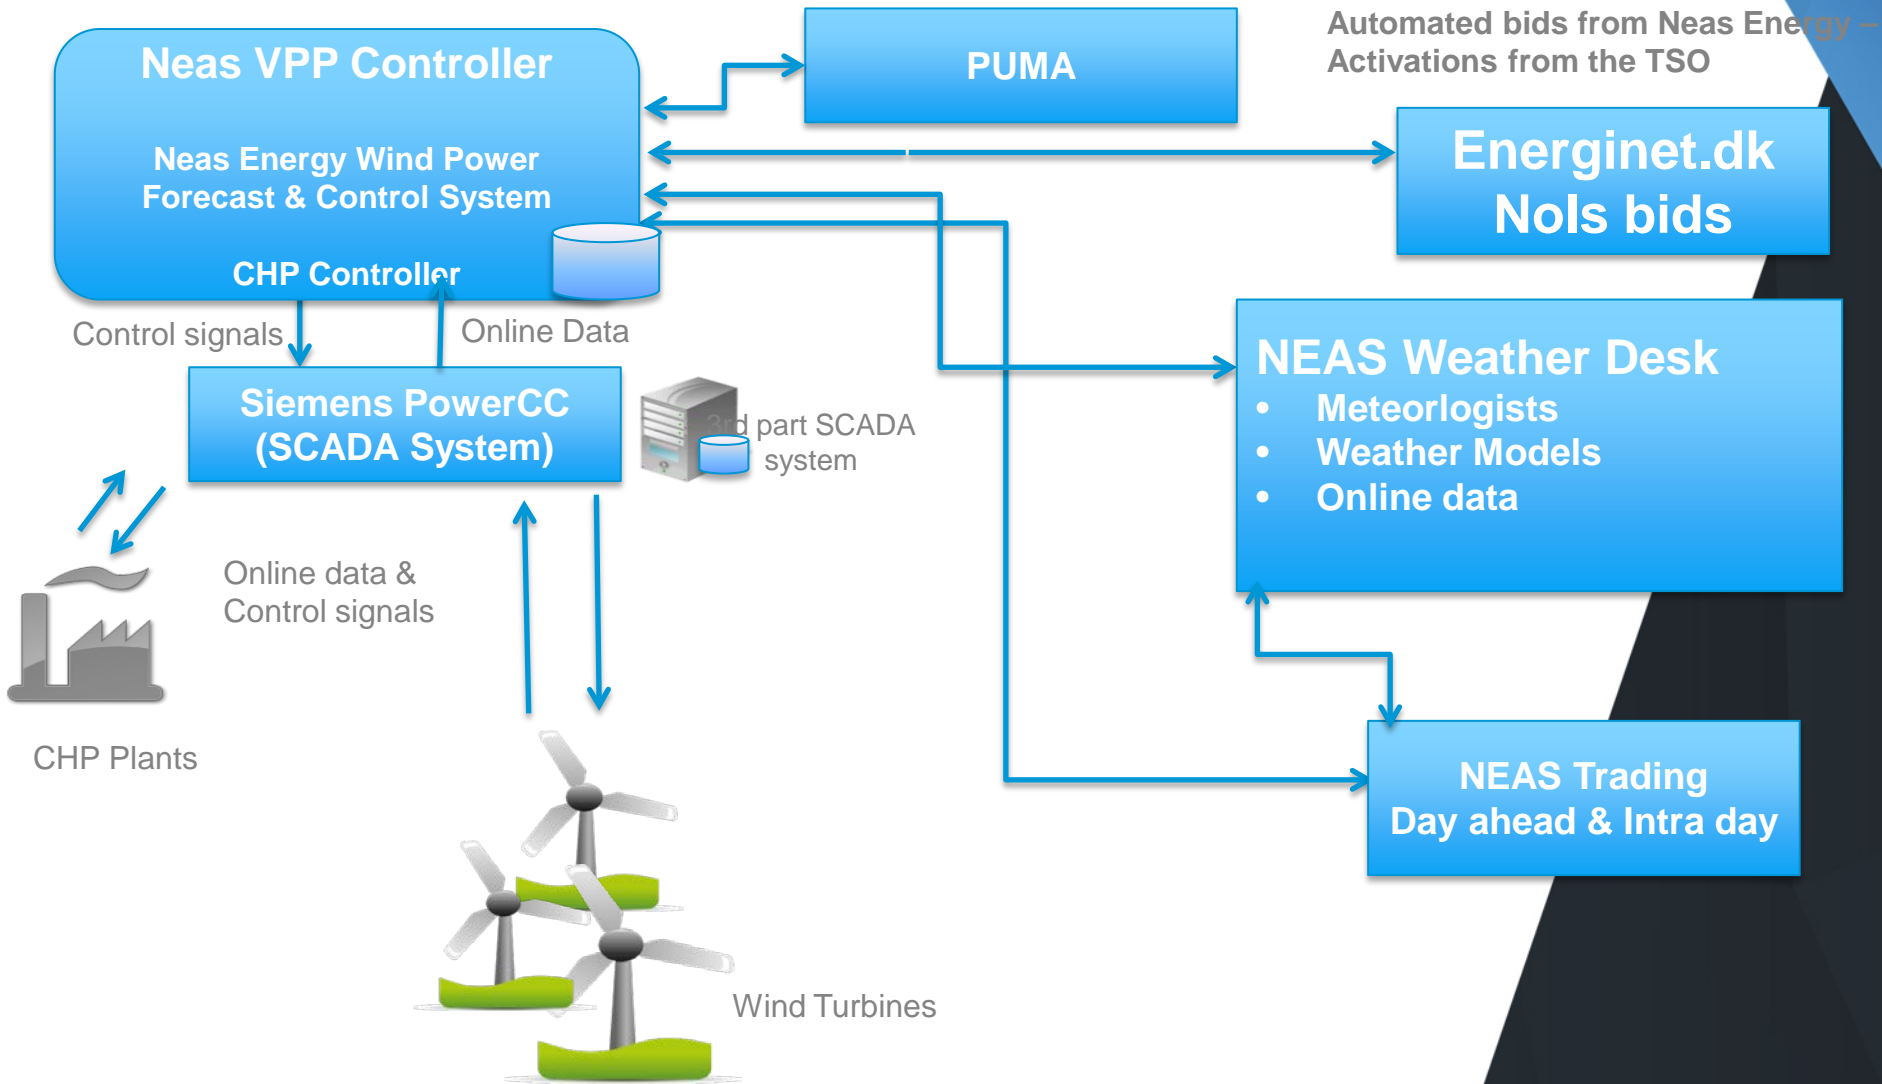 Automated bids from Neas Energy –
Activations from the TSO
Neas VPP Controller
Neas Energy Wind Power
Forecast & Control System
CHP Controller
PUMA
Energinet.dk
NoIs bids
Control signals
Online Data
Siemens PowerCC
(SCADA System)
3rd part SCADA
system
NEAS Weather Desk
• Meteorlogists
• Weather Models
• Online data
Online data &
Control signals
CHP Plants
NEAS Trading
Day ahead & Intra day
Wind Turbines